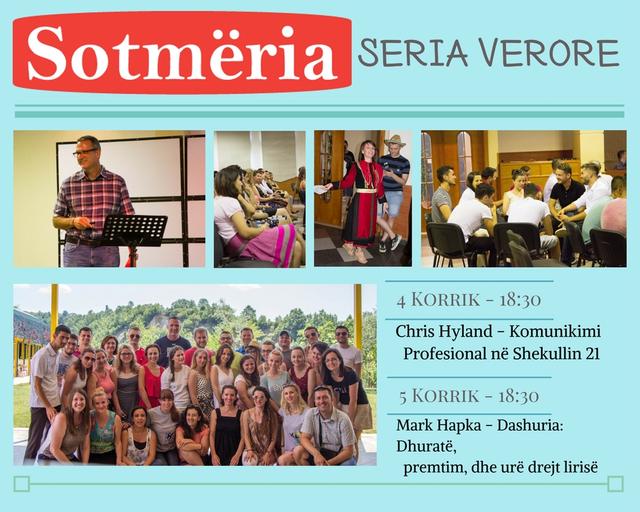 Sotmëria
SERIA VERORE
4 Korrik – 18:30
Chris Hyland – Komunikimi
Profesional në Shekullin 21
5 Korrik – 18:30
Mark Hapka – Dashuria:
Dhuratë,
premtim, dhe urë drejt lirisë